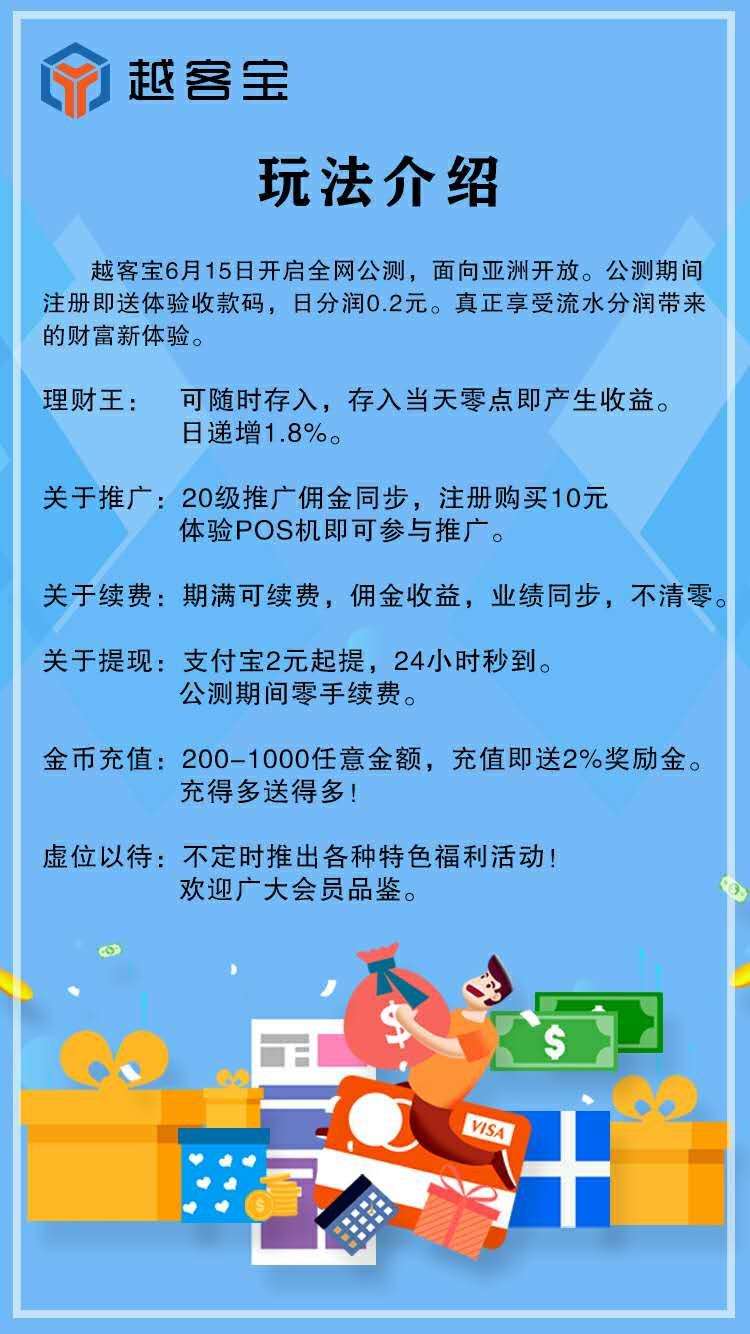 越客宝
玩法介绍
越客宝6月15日开启全网公测，面向亚洲开放。公测期间
注册即送体验收款码，日分润0.2元。真正享受流水分润带来
的财富新体验。
理财王： 可随时存入，存入当天零点即产生收益。
日递增1.8%。
关于推广：20级推广佣金同步，注册购买10元
体验POS机即可参与推广。
关于续费：期满可续费，佣金收益，业绩同步，不清零。
关于提现：支付宝2元起提，24小时秒到。
公测期间零手续费。
金币充值：200-1000任意金额，充值即送2%奖励金。
充得多送得多！
虚位以待：不定时推出各种特色福利活动！
欢迎广大会员品鉴。
$
$
VISA
$